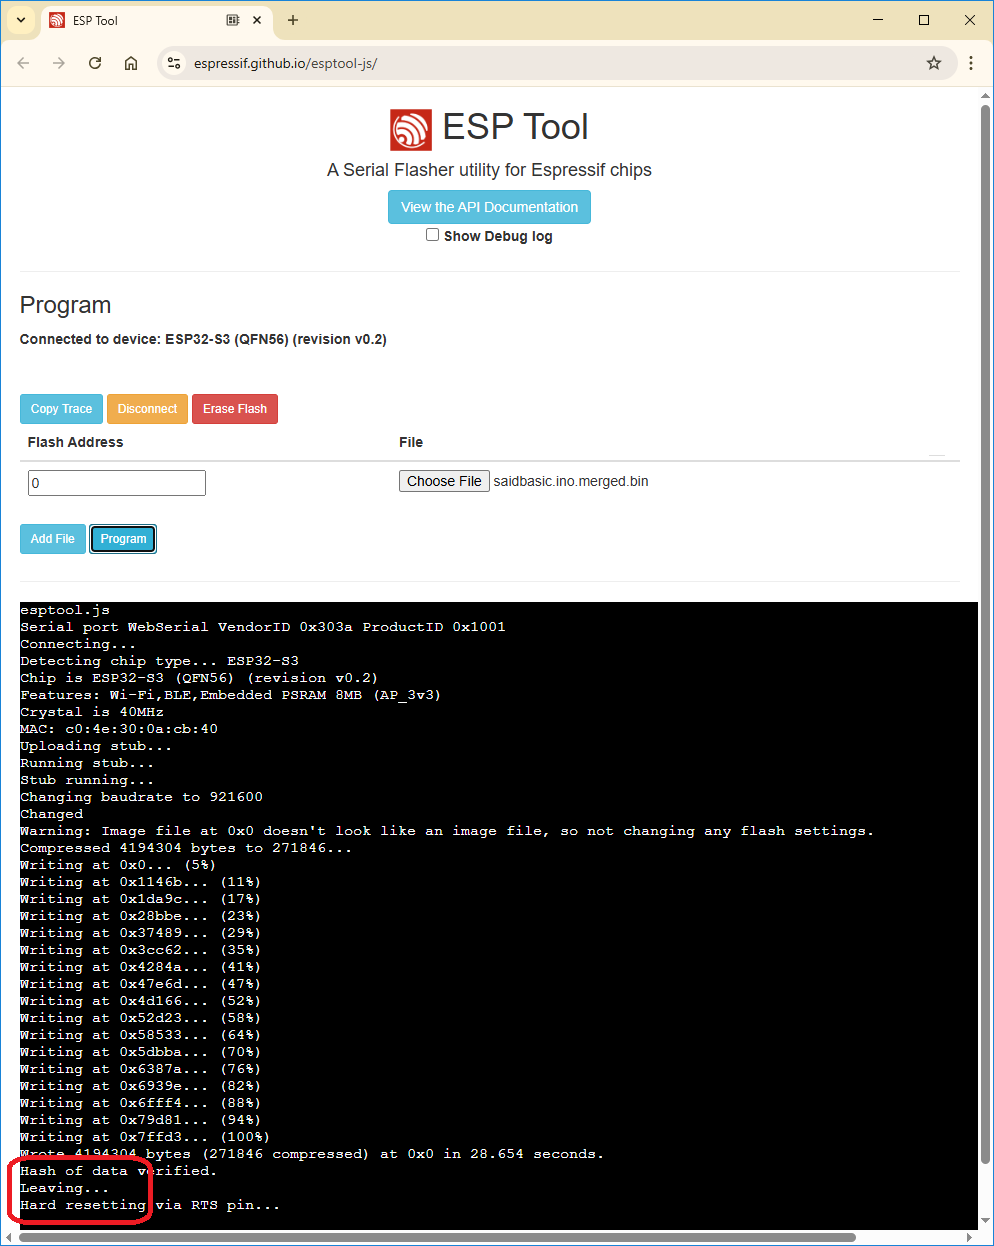 ESP Tool
espressif.github.io/esptool-js/
ESP Tool
A Serial Flasher utility for Espressif chips
View the API Documentation
Show Debug log
Program
Connected to device: ESP32-S3 (QFN56) (revision v0.2)
Copy Trace Disconnect Erase Flash
Flash Address File
0 Choose File saidbasic.ino.merged.bin
Add File Program
esptool.js
Serial port WebSerial VendorID 0x303a ProductID 0x1001
Connecting...
Detecting chip type... ESP32-S3
Chip is ESP32-S3 (QFN56) (revision v0.2)
Features: Wi-Fi,BLE,Embedded PSRAM 8MB (AP_3v3)
Crystal is 40MHz
MAC: c0:4e:30:0a:cb:40
Uploading stub...
Running stub...
Stub running...
Changing baudrate to 921600
Changed
Warning: Image file at 0x0 doesn't look like an image file, so not changing any flash settings.
Compressed 4194304 bytes to 271846...
Writing at 0x0... (5%)
Writing at 0x1146b... (11%)
Writing at 0x1da9c... (17%)
Writing at 0x28bbe... (23%)
Writing at 0x37489... (29%)
Writing at 0x3cc62... (35%)
Writing at 0x4284a... (41%)
Writing at 0x47e6d... (47%)
Writing at 0x4d166... (52%)
Writing at 0x52d23... (58%)
Writing at 0x58533... (64%)
Writing at 0x5dbba... (70%)
Writing at 0x6387a... (76%)
Writing at 0x6939e... (82%)
Writing at 0x6fff4... (88%)
Writing at 0x79d81... (94%)
Writing at 0x7ffd3... (100%)
Wrote 4194304 bytes (271846 compressed) at 0x0 in 28.654 seconds.
Hash of data verified.
Leaving...
Hard resetting via RTS pin...